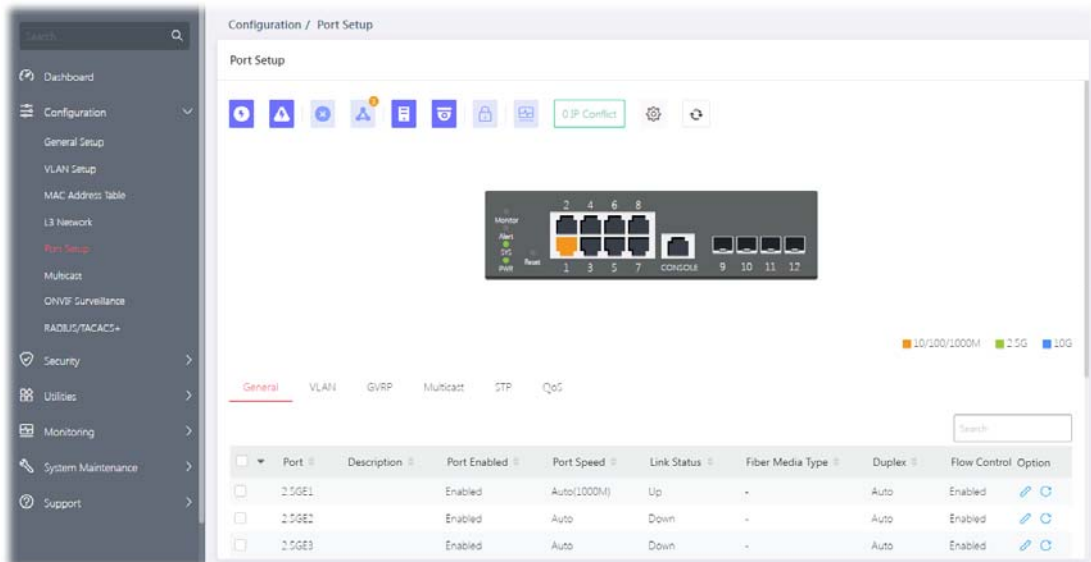 Search
Dashboard
Configuration
General Setup
VLAN Setup
MAC Address Table
L3 Network
Port Setup
Multicast
ONVIF Surveillance
RADIUS/TACACS+
Security
Utilities
Monitoring
System Maintenance
Support
Configuration / Port Setup
Port Setup
0 IP Conflict
2 4 6 8
Monitor
Alert
SYS
PWR
Reset
1 3 5 7 CONSOLE 9 10 11 12
10/100/1000M 2.5G 10G
General VLAN GVRP Multicast STP QoS
Search
Port Description Port Enabled Port Speed Link Status Fiber Media Type Duplex Flow Control Option
2.5GE1 Enabled Auto(1000M) Up - Auto Enabled
2.5GE2 Enabled Auto Down - Auto Enabled
2.5GE3 Enabled Auto Down - Auto Enabled